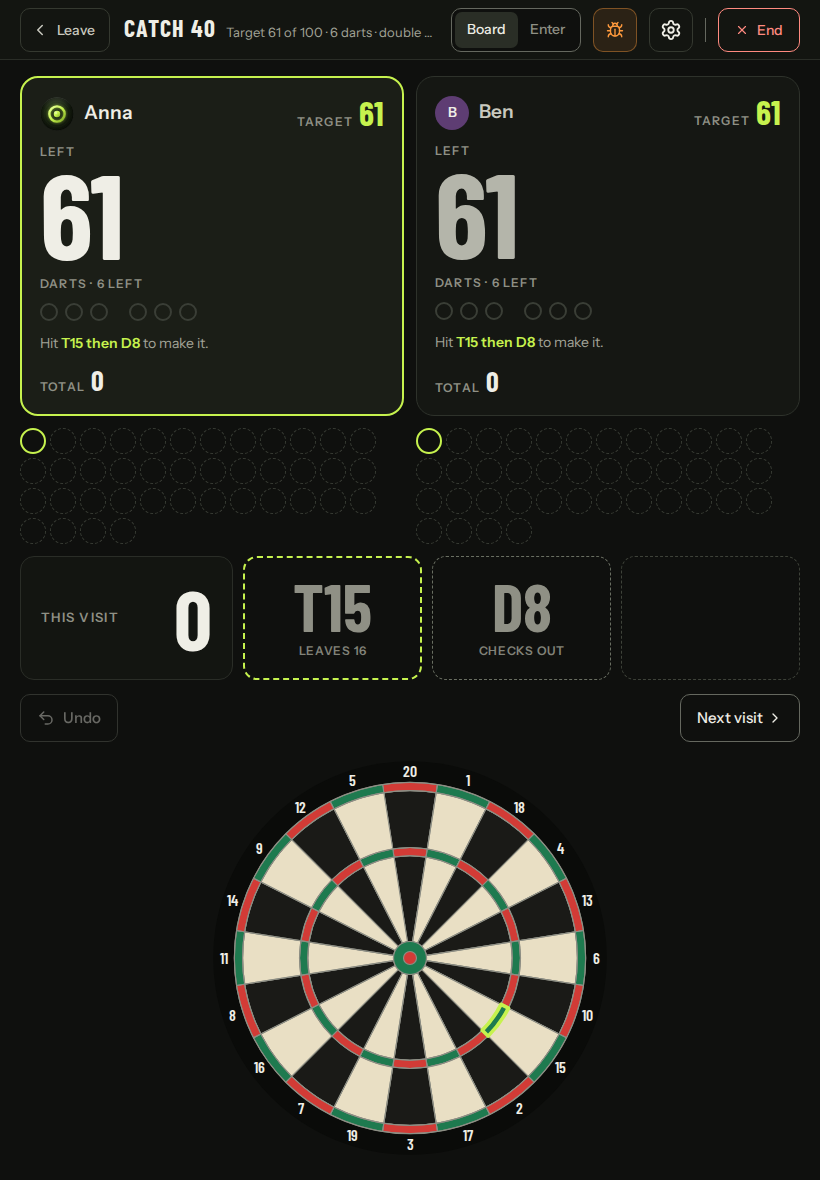 Leave
CATCH 40
Target 61 of 100 · 6 darts · double ...
Board
Enter
End
Anna
TARGET 61
LEFT
61
DARTS · 6 LEFT
Hit T15 then D8 to make it.
TOTAL 0
B
Ben
TARGET 61
LEFT
61
DARTS · 6 LEFT
Hit T15 then D8 to make it.
TOTAL 0
THIS VISIT
0
T15
LEAVES 16
D8
CHECKS OUT
Undo
Next visit
20
1
18
4
13
6
10
15
2
17
3
19
7
16
8
11
14
9
12
5